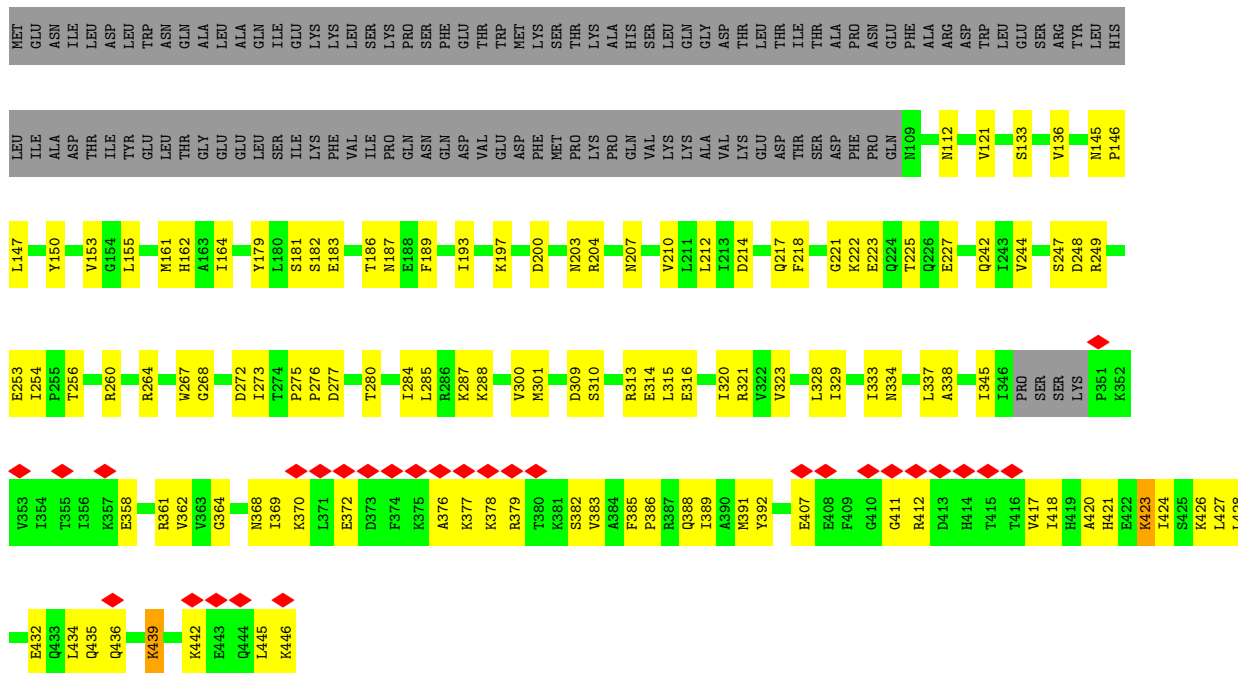 MET GLU ASN ILE LEU ASP LEU TRP ASN GLN ALA LEU ALA GLN ILE GLU LYS LYS LEU SER LYS PRO SER PHE GLU THR TRP MET LYS SER THR LYS ALA HIS SER LEU GLN GLY ASP THR LEU THR ILE THR ALA PRO ASN GLU PHE ALA ARG ASP TRP LEU GLU SER ARG TYR LEU HIS
LEU ILE ALA ASP THR ILE TYR GLU LEU THR GLY GLU GLU LEU SER ILE LYS PHE VAL ILE PRO GLN ASN GLN ASP VAL GLU ASP PHE MET PRO LYS PRO GLN VAL LYS LYS ALA VAL LYS GLU ASP THR SER ASP PHE PRO GLN N109 N112 V121 S133 V136 N145 P146
L147 Y150 V153 G154 L155 M161 H162 A163 I164 Y179 L180 S181 S182 E183 T186 N187 E188 F189 I193 K197 D200 N203 R204 N207 V210 L211 L212 I213 D214 Q217 F218 G221 K222 E223 Q224 T225 Q226 E227 Q242 I243 V244 S247 D248 R249
E253 I254 P255 T256 R260 R264 W267 G268 D272 I273 T274 P275 P276 D277 T280 I284 L285 R286 K287 K288 V300 M301 D309 S310 R313 E314 L315 E316 I320 R321 V322 V323 L328 I329 I333 N334 L337 A338 I345 I346 PRO SER SER LYS P351 K352
V353 I354 T355 I356 K357 E358 R361 V362 V363 G364 N368 I369 K370 L371 E372 D373 F374 K375 A376 K377 K378 R379 T380 K381 S382 V383 A384 F385 P386 R387 Q388 I389 A390 M391 Y392 E407 E408 F409 G410 G411 R412 D413 H414 T415 T416 V417 I418 H419 A420 H421 E422 K423 I424 S425 K426 L427 L428
E432 Q433 L434 Q435 Q436 K439 K442 E443 Q444 L445 K446